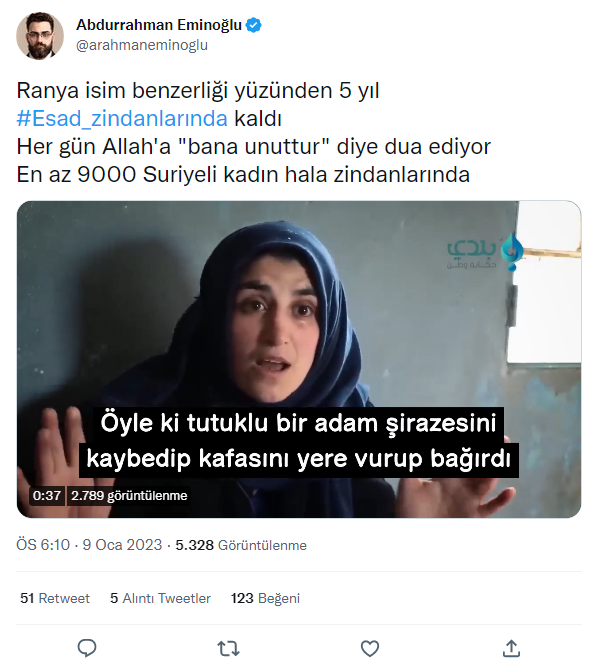 Abdurrahman Eminoğlu
@arahmaneminoglu
Ranya isim benzerliği yüzünden 5 yıl
#Esad_zindanlarında kaldı
Her gün Allah'a "bana unuttur" diye dua ediyor
En az 9000 Suriyeli kadın hala zindanlarında
بلدي
حكاية وطن
Öyle ki tutuklu bir adam şirazesini
kaybedip kafasını yere vurup bağırdı
0:37 2.789 görüntülenme
ÖS 6:10 · 9 Oca 2023 · 5.328 Görüntülenme
51 Retweet 5 Alıntı Tweetler 123 Beğeni